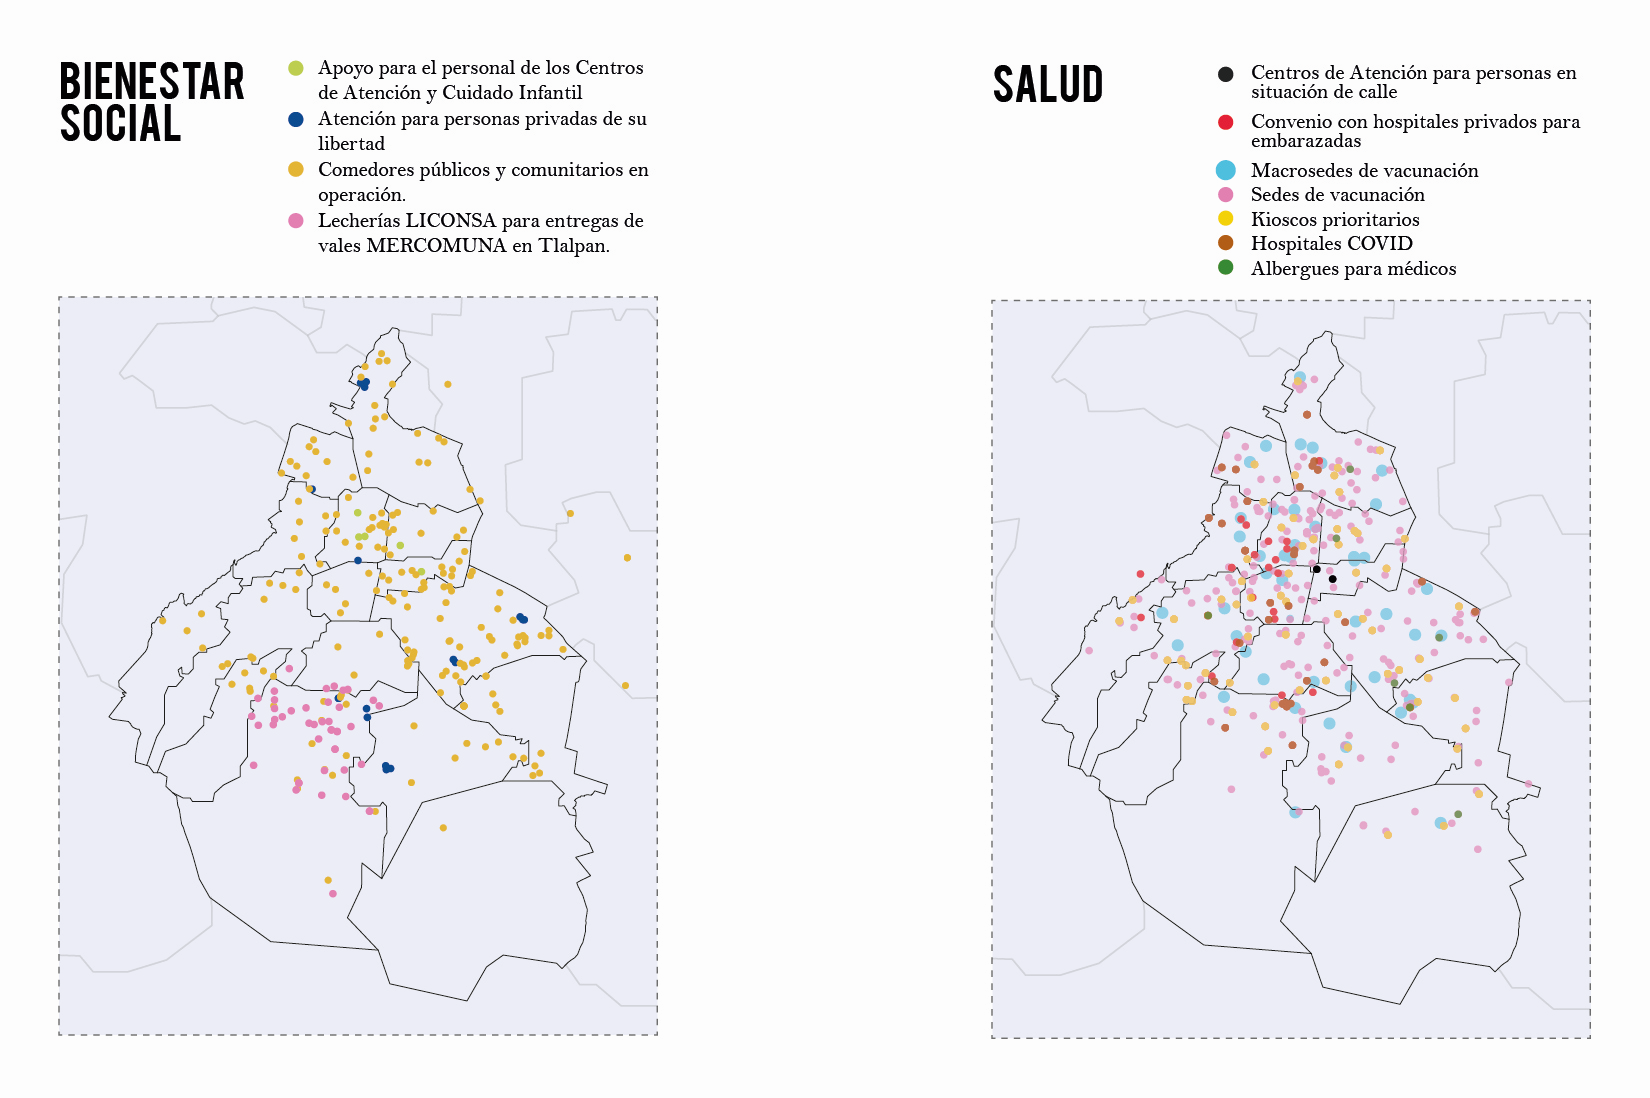 BIENESTAR
SOCIAL
Apoyo para el personal de los Centros
de Atención y Cuidado Infantil
Atención para personas privadas de su
libertad
Comedores públicos y comunitarios en
operación.
Lecherías LICONSA para entregas de
vales MERCOMUNA en Tlalpan.
SALUD
Centros de Atención para personas en
situación de calle
Convenio con hospitales privados para
embarazadas
Macrosedes de vacunación
Sedes de vacunación
Kioscos prioritarios
Hospitales COVID
Albergues para médicos